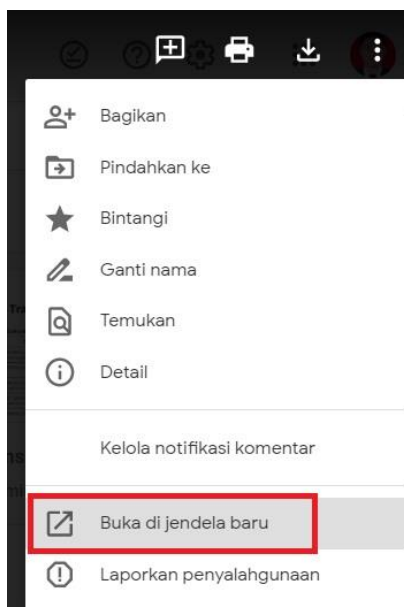 Bagikan
Pindahkan ke
Bintangi
Ganti nama
Temukan
Detail
Kelola notifikasi komentar
Buka di jendela baru
Laporkan penyalahgunaan